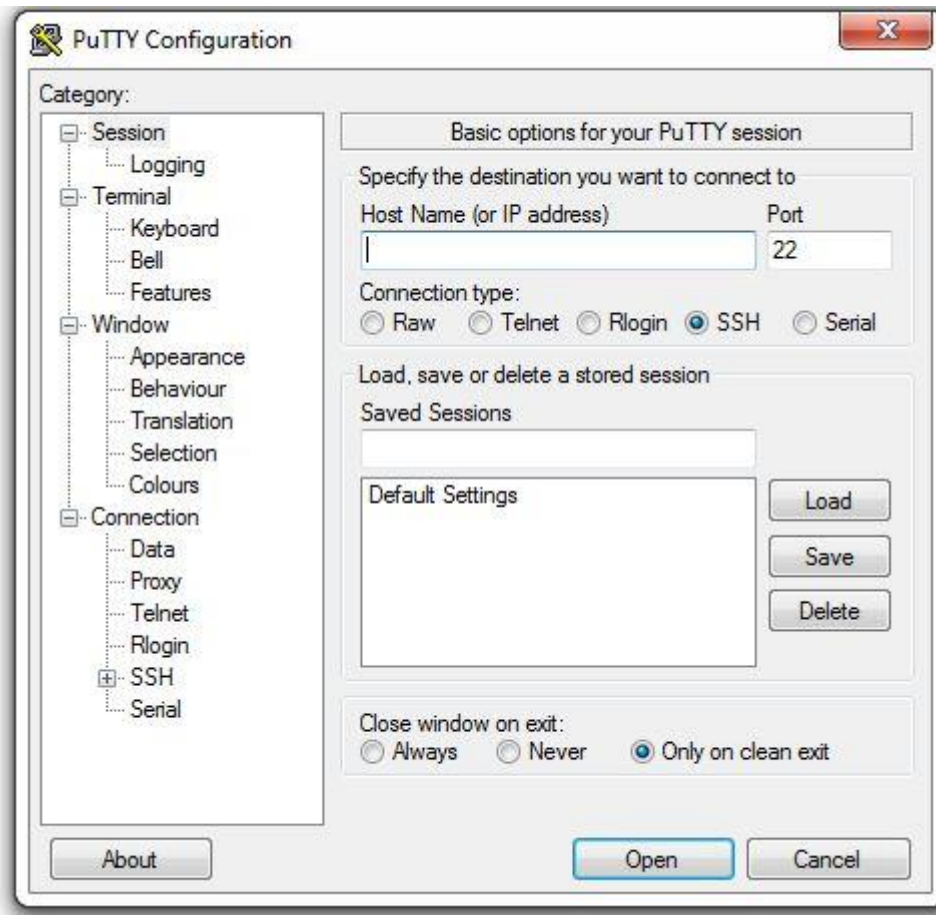 PuTTY Configuration
Category:
Session
Logging
Terminal
Keyboard
Bell
Features
Window
Appearance
Behaviour
Translation
Selection
Colours
Connection
Data
Proxy
Telnet
Rlogin
SSH
Serial
Basic options for your PuTTY session
Specify the destination you want to connect to
Host Name (or IP address) Port
22
Connection type:
Raw Telnet Rlogin SSH Serial
Load, save or delete a stored session
Saved Sessions
Default Settings
Load
Save
Delete
Close window on exit:
Always Never Only on clean exit
About Open Cancel